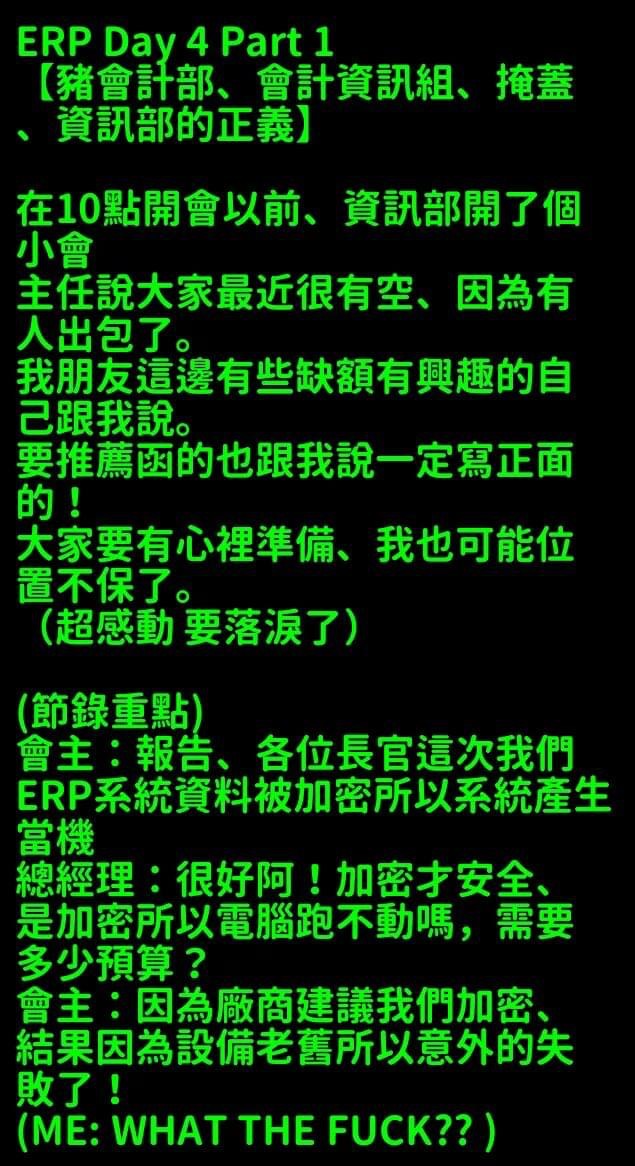 ERP Day 4 Part 1
【豬會計部、會計資訊組、掩蓋
、資訊部的正義】
在10點開會以前、資訊部開了個
小會
主任說大家最近很有空、因為有
人出包了。
我朋友這邊有些缺額有興趣的自
己跟我說。
要推薦函的也跟我說一定寫正面
的！
大家要有心裡準備、我也可能位
置不保了。
（超感動 要落淚了）
(節錄重點)
會主：報告、各位長官這次我們
ERP系統資料被加密所以系統產生
當機
總經理：很好阿！加密才安全、
是加密所以電腦跑不動嗎，需要
多少預算？
會主：因為廠商建議我們加密、
結果因為設備老舊所以意外的失
敗了！
(ME: WHAT THE FUCK?? )